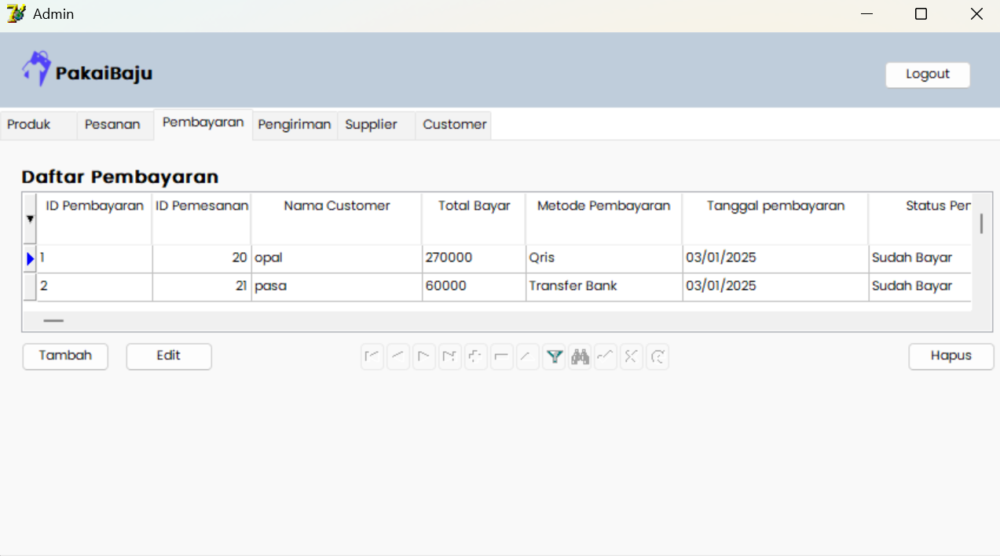 Admin
PakaiBaju
Logout
Produk Pesanan Pembayaran Pengiriman Supplier Customer
Daftar Pembayaran
ID Pembayaran ID Pemesanan Nama Customer Total Bayar Metode Pembayaran Tanggal pembayaran Status Per
1 20 opal 270000 Qris 03/01/2025 Sudah Bayar
2 21 pasa 60000 Transfer Bank 03/01/2025 Sudah Bayar
Tambah Edit Hapus